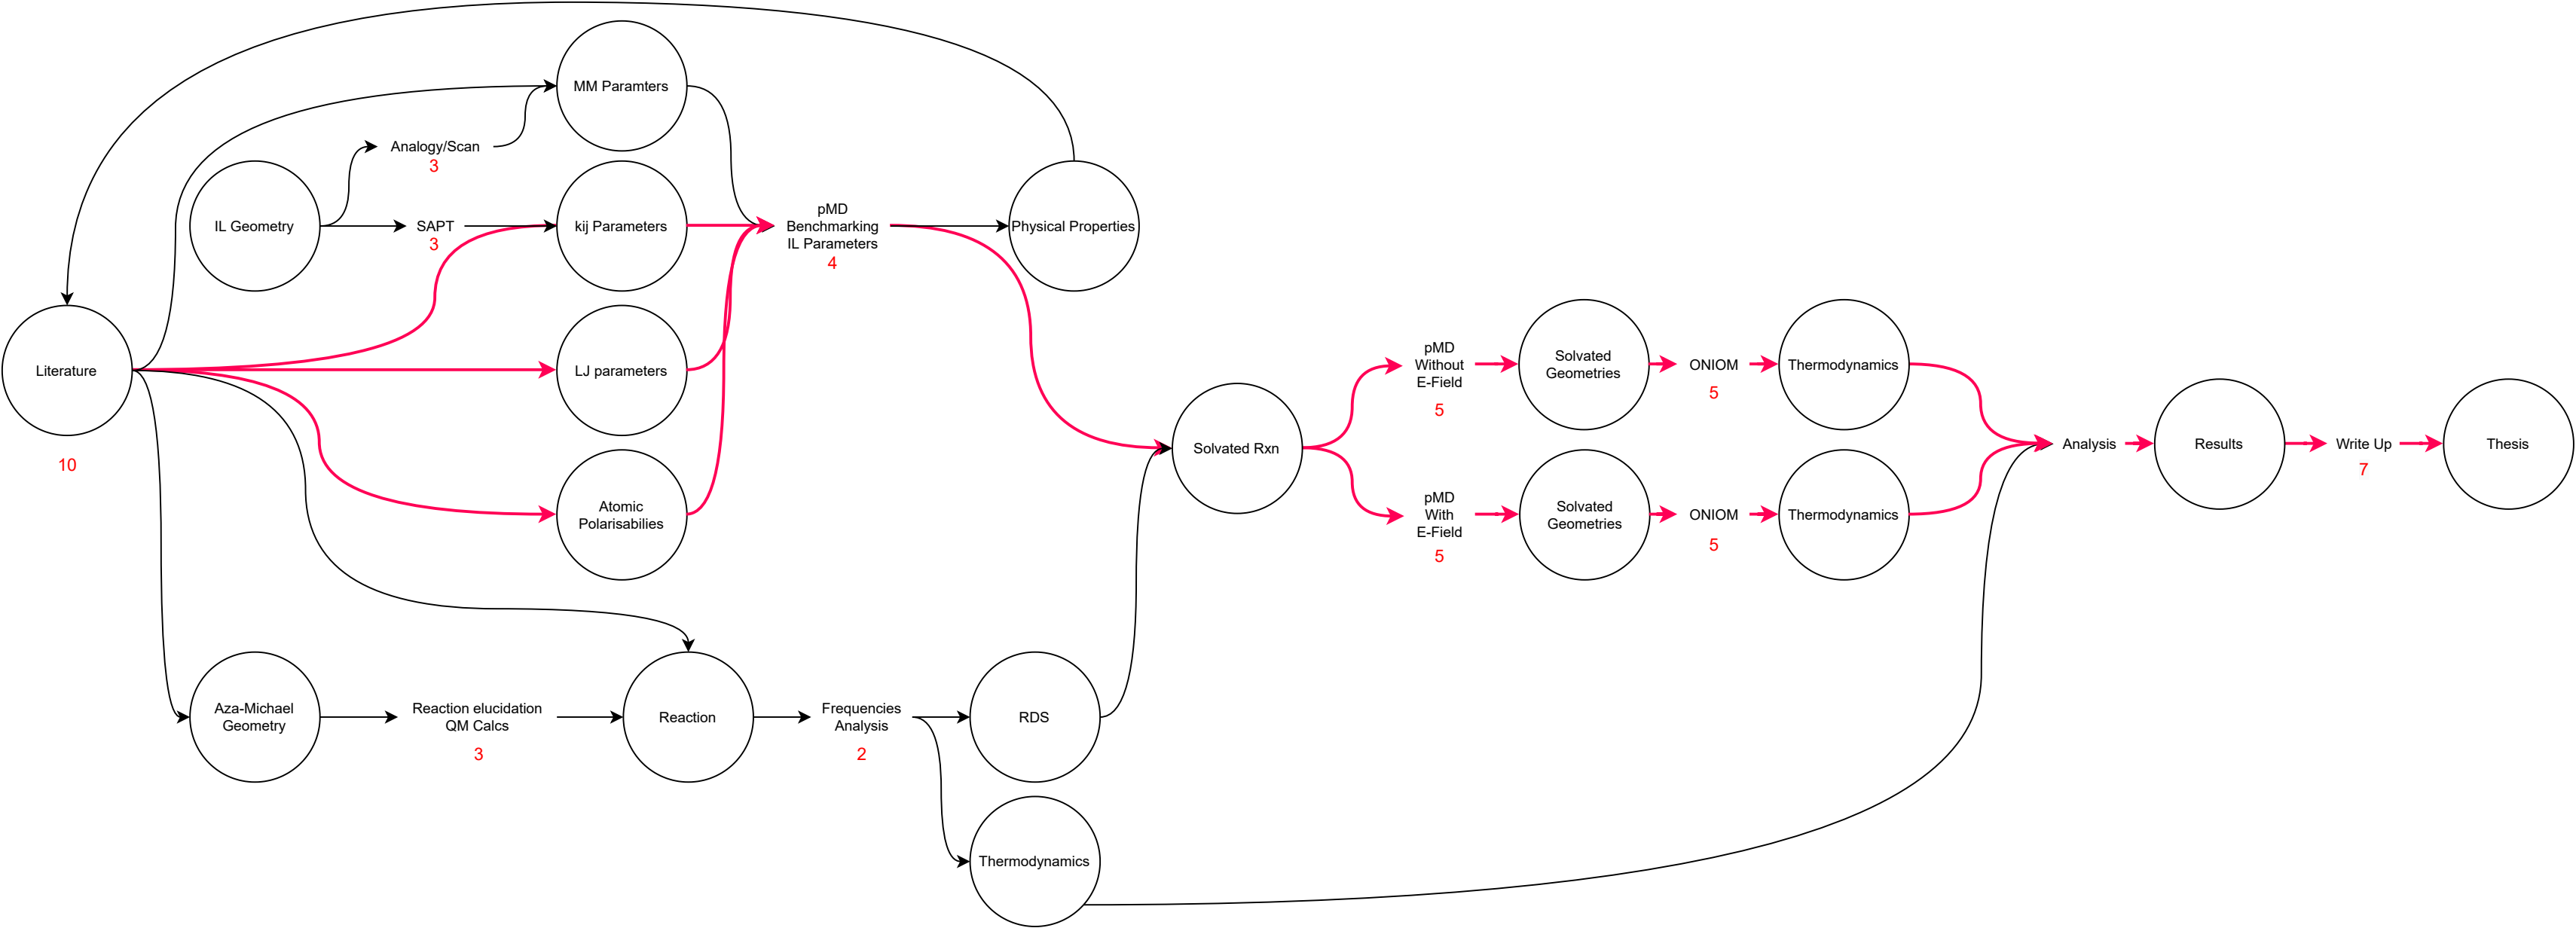 MM Paramters
Analogy/Scan
3
IL Geometry
SAPT
3
kij Parameters
pMD
Benchmarking
IL Parameters
4
Physical Properties
Literature
10
LJ parameters
Atomic
Polarisabilies
Solvated Rxn
pMD
Without
E-Field
5
Solvated
Geometries
ONIOM
5
Thermodynamics
pMD
With
E-Field
5
Solvated
Geometries
ONIOM
5
Thermodynamics
Analysis
Results
Write Up
7
Thesis
Aza-Michael
Geometry
Reaction elucidation
QM Calcs
3
Reaction
Frequencies
Analysis
2
RDS
Thermodynamics